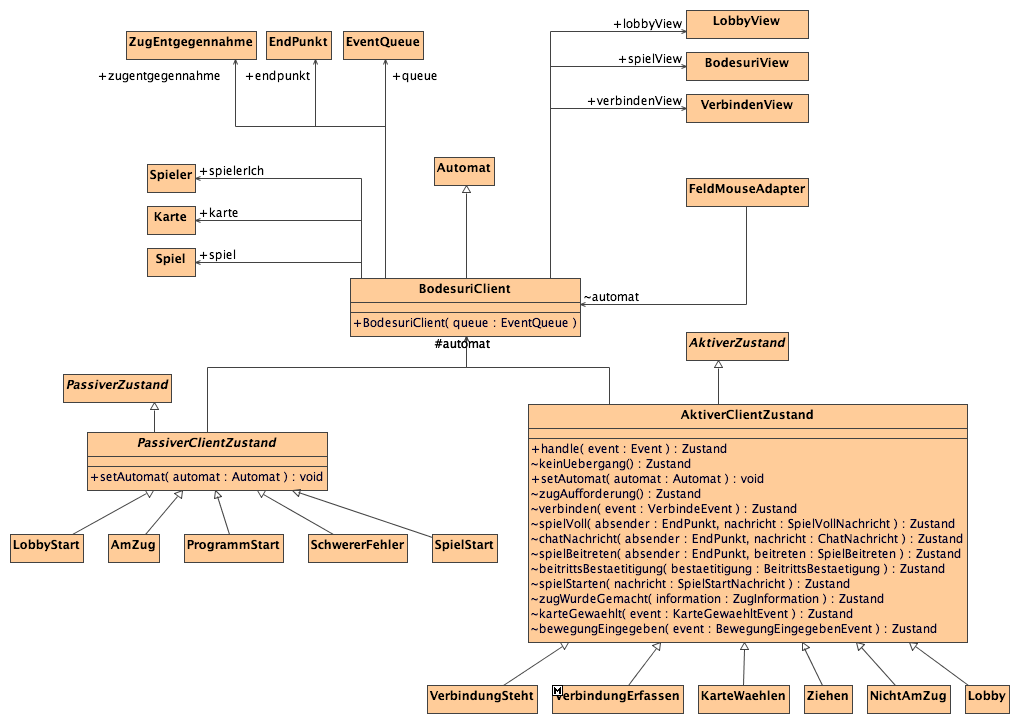 LobbyView
+lobbyView
ZugEntgegennahme
EndPunkt
EventQueue
+spielView
BodesuriView
+zugentgegennahme
+endpunkt
+queue
+verbindenView
VerbindenView
Spieler
+spielerIch
Automat
FeldMouseAdapter
Karte
+karte
Spiel
+spiel
BodesuriClient
~automat
+BodesuriClient( queue : EventQueue )
#automat
AktiverZustand
PassiverZustand
AktiverClientZustand
PassiverClientZustand
+setAutomat( automat : Automat ) : void
+handle( event : Event ) : Zustand
~keinUebergang() : Zustand
+setAutomat( automat : Automat ) : void
~zugAufforderung() : Zustand
~verbinden( event : VerbindeEvent ) : Zustand
~spielVoll( absender : EndPunkt, nachricht : SpielVollNachricht ) : Zustand
~chatNachricht( absender : EndPunkt, nachricht : ChatNachricht ) : Zustand
~spielBeitreten( absender : EndPunkt, beitreten : SpielBeitreten ) : Zustand
~beitrittsBestaetitigung( bestaetitigung : BeitrittsBestaetigung ) : Zustand
~spielStarten( nachricht : SpielStartNachricht ) : Zustand
~zugWurdeGemacht( information : ZugInformation ) : Zustand
~karteGewaehlt( event : KarteGewaehltEvent ) : Zustand
~bewegungEingegeben( event : BewegungEingegebenEvent ) : Zustand
LobbyStart
AmZug
ProgrammStart
SchwererFehler
SpielStart
VerbindungSteht
M
VerbindungErfassen
KarteWaehlen
Ziehen
NichtAmZug
Lobby